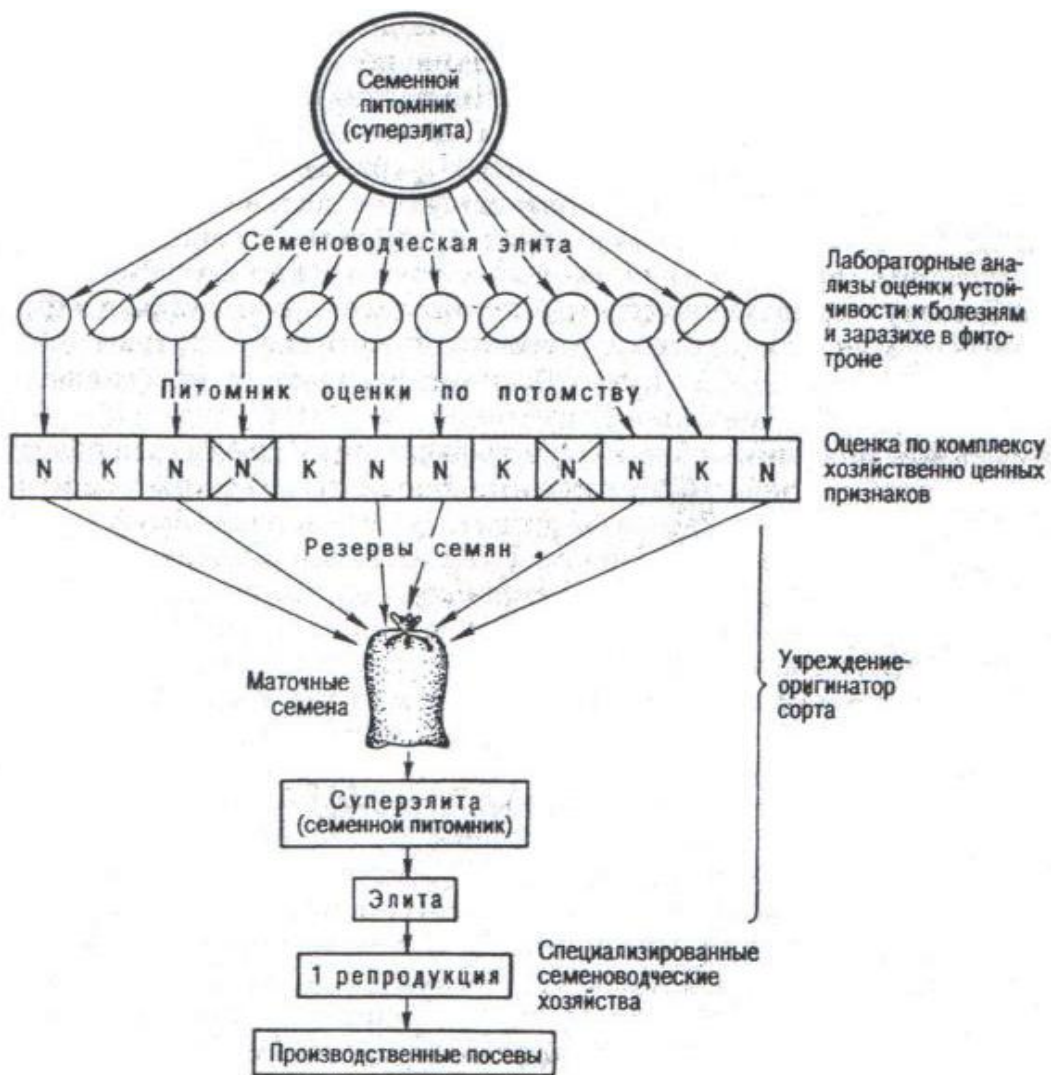 Семенной
питомник
(суперэлита)
Семеноводческая элита
Лабораторные ана-
лизы оценки устой-
чивости к болезням
и заразихе в фито-
троне
Питомник оценки по потомству
N K N N K N N K N N K N
Оценка по комплексу
хозяйственно ценных
признаков
Резервы семян
Маточные
семена
Учреждение-
оригинатор
сорта
Суперэлита
(семенной питомник)
Элита
1 репродукция
Специализированные
семеноводческие
хозяйства
Производственные посевы